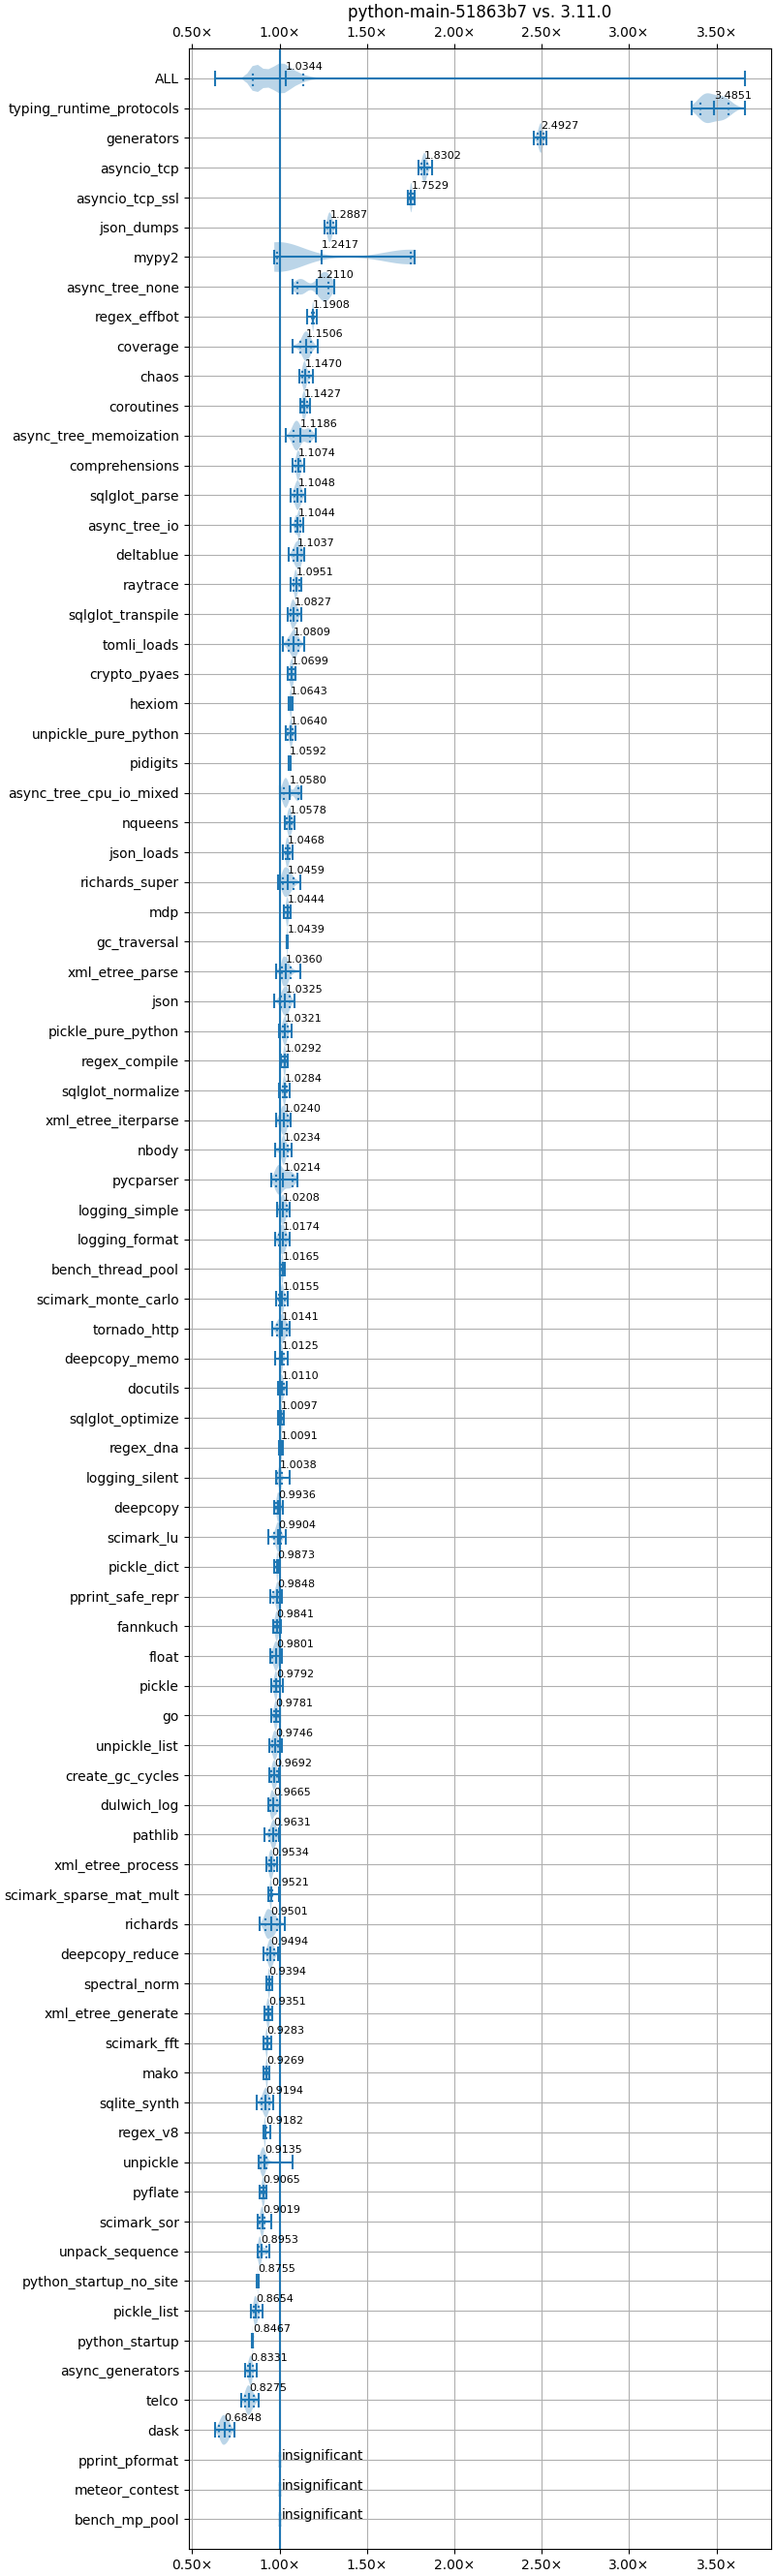 python-main-51863b7 vs. 3.11.0
0.50× 1.00× 1.50× 2.00× 2.50× 3.00× 3.50×
ALL 1.0344
typing_runtime_protocols 3.4851
generators 2.4927
asyncio_tcp 1.8302
asyncio_tcp_ssl 1.7529
json_dumps 1.2887
mypy2 1.2417
async_tree_none 1.2110
regex_effbot 1.1908
coverage 1.1506
chaos 1.1470
coroutines 1.1427
async_tree_memoization 1.1186
comprehensions 1.1074
sqlglot_parse 1.1048
async_tree_io 1.1044
deltablue 1.1037
raytrace 1.0951
sqlglot_transpile 1.0827
tomli_loads 1.0809
crypto_pyaes 1.0699
hexiom 1.0643
unpickle_pure_python 1.0640
pidigits 1.0592
async_tree_cpu_io_mixed 1.0580
nqueens 1.0578
json_loads 1.0468
richards_super 1.0459
mdp 1.0444
gc_traversal 1.0439
xml_etree_parse 1.0360
json 1.0325
pickle_pure_python 1.0321
regex_compile 1.0292
sqlglot_normalize 1.0284
xml_etree_iterparse 1.0240
nbody 1.0234
pycparser 1.0214
logging_simple 1.0208
logging_format 1.0174
bench_thread_pool 1.0165
scimark_monte_carlo 1.0155
tornado_http 1.0141
deepcopy_memo 1.0125
docutils 1.0110
sqlglot_optimize 1.0097
regex_dna 1.0091
logging_silent 1.0038
deepcopy 0.9936
scimark_lu 0.9904
pickle_dict 0.9873
pprint_safe_repr 0.9848
fannkuch 0.9841
float 0.9801
pickle 0.9792
go 0.9781
unpickle_list 0.9746
create_gc_cycles 0.9692
dulwich_log 0.9665
pathlib 0.9631
xml_etree_process 0.9534
scimark_sparse_mat_mult 0.9521
richards 0.9501
deepcopy_reduce 0.9494
spectral_norm 0.9394
xml_etree_generate 0.9351
scimark_fft 0.9283
mako 0.9269
sqlite_synth 0.9194
regex_v8 0.9182
unpickle 0.9135
pyflate 0.9065
scimark_sor 0.9019
unpack_sequence 0.8953
python_startup_no_site 0.8755
pickle_list 0.8654
python_startup 0.8467
async_generators 0.8331
telco 0.8275
dask 0.6848
pprint_pformat insignificant
meteor_contest insignificant
bench_mp_pool insignificant
0.50× 1.00× 1.50× 2.00× 2.50× 3.00× 3.50×